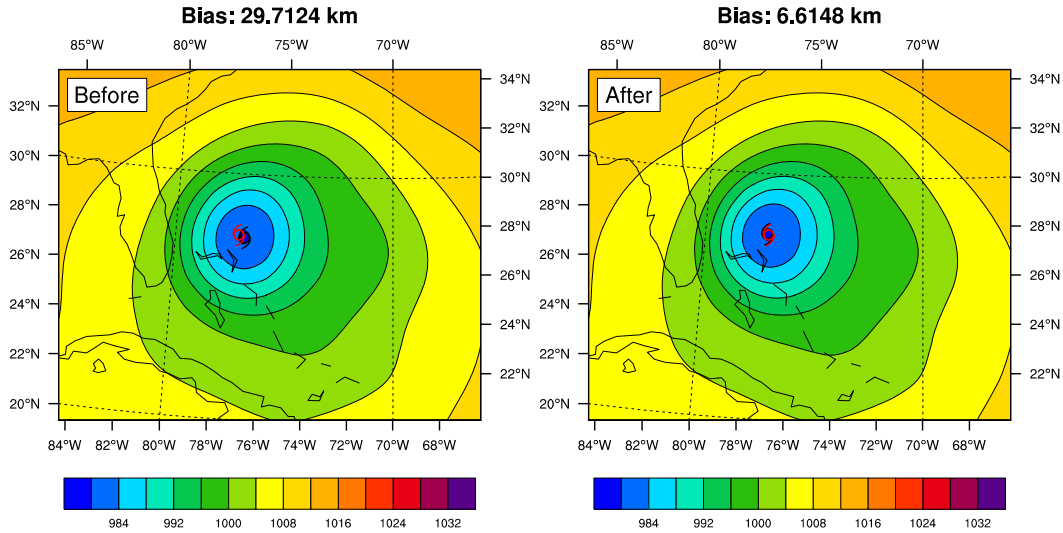 Bias: 29.7124 km
85°W 80°W 75°W 70°W
Before
34°N
32°N 32°N
30°N 30°N
28°N 28°N
26°N 26°N
24°N 24°N
22°N 22°N
20°N
84°W 82°W 80°W 78°W 76°W 74°W 72°W 70°W 68°W
984 992 1000 1008 1016 1024 1032
Bias: 6.6148 km
85°W 80°W 75°W 70°W
After
34°N
32°N 32°N
30°N 30°N
28°N 28°N
26°N 26°N
24°N 24°N
22°N 22°N
20°N
84°W 82°W 80°W 78°W 76°W 74°W 72°W 70°W 68°W
984 992 1000 1008 1016 1024 1032